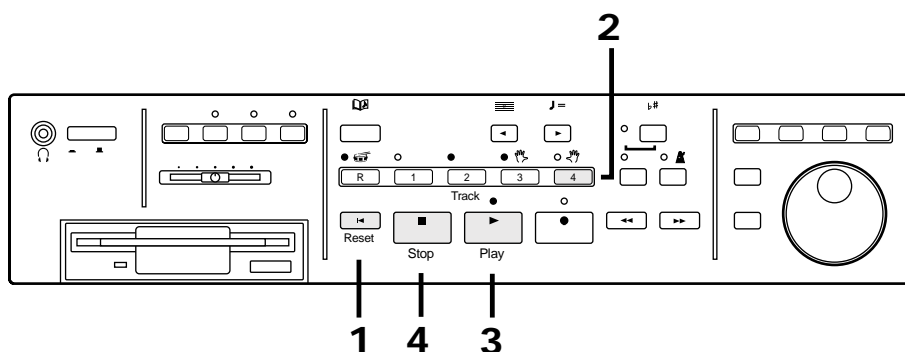 2
♩ =
♭#
R 1 2 3 4
Track
Reset
Stop
Play
1
4
3